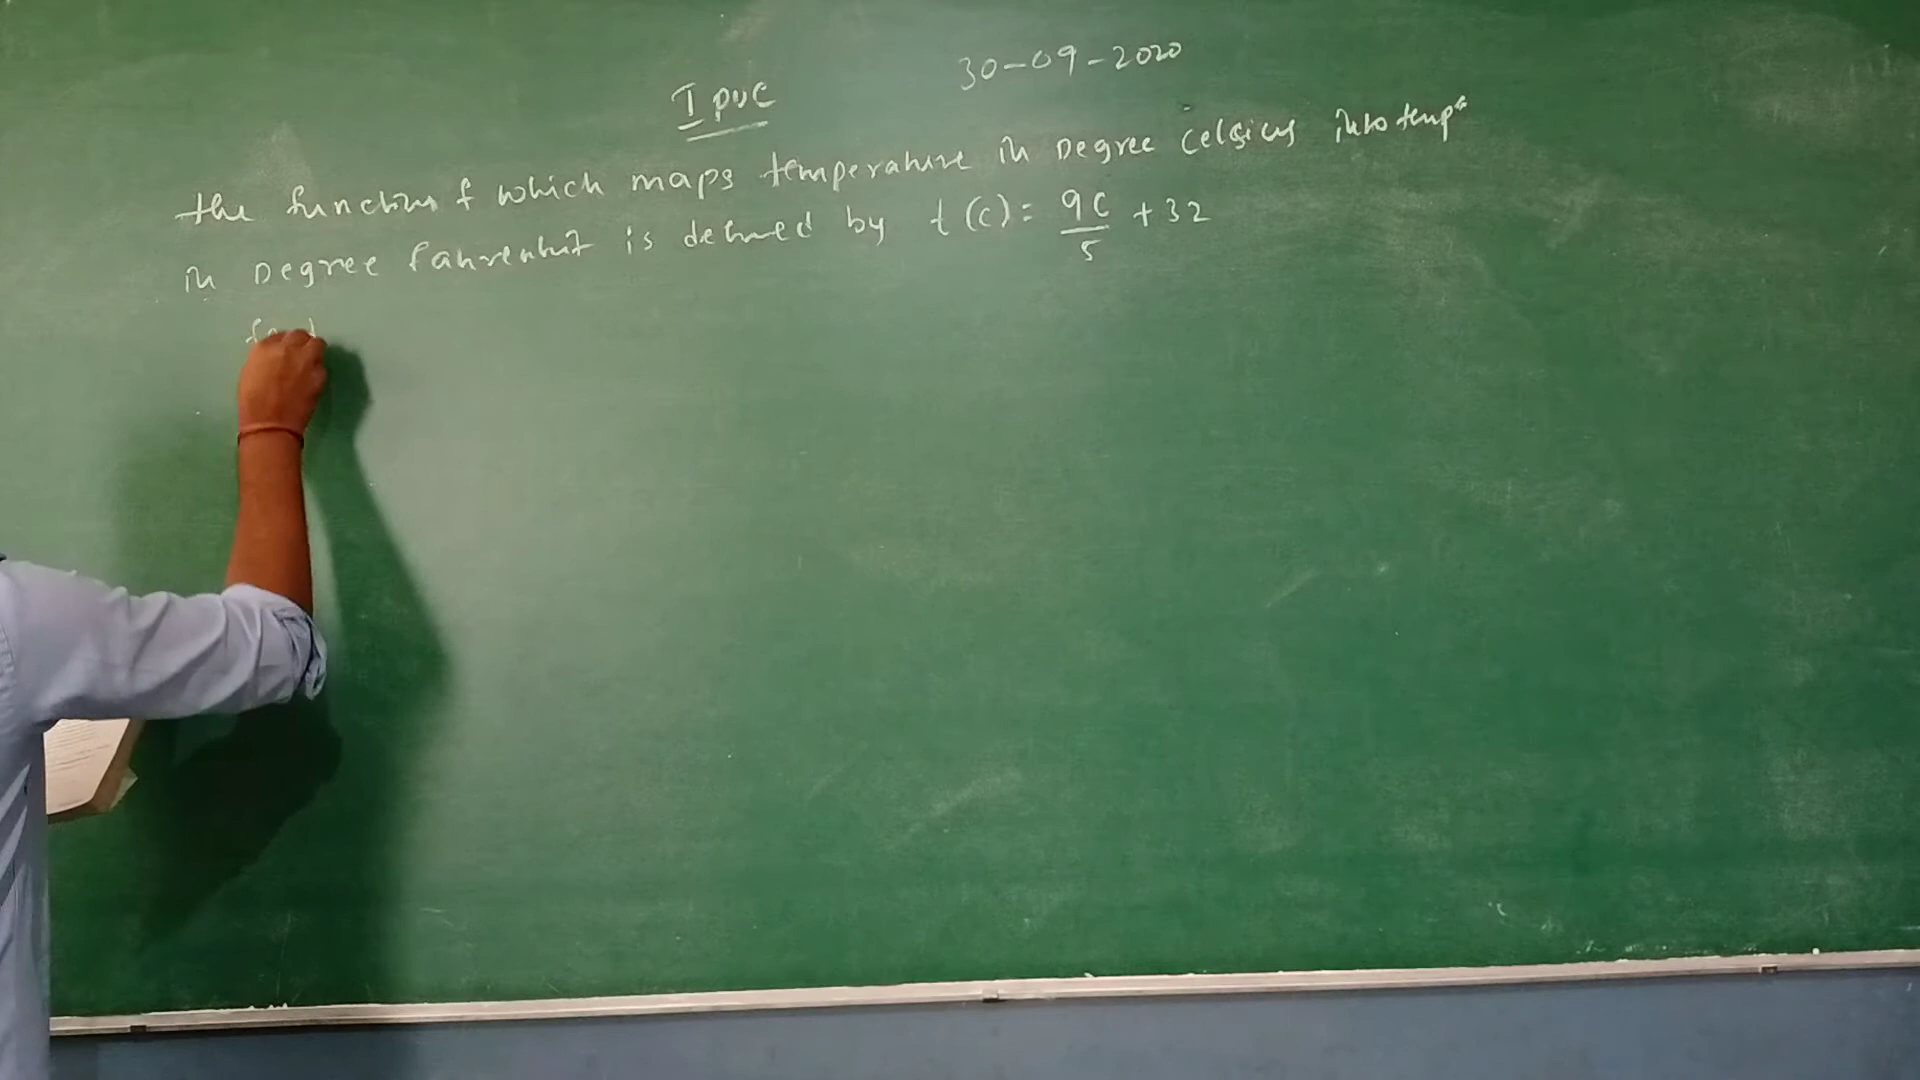 I PUC
30-09-2020
the function f which maps temperature in Degree Celsius into temp
in Degree fahrenheit is defined by t(c) = 9C/5 + 32